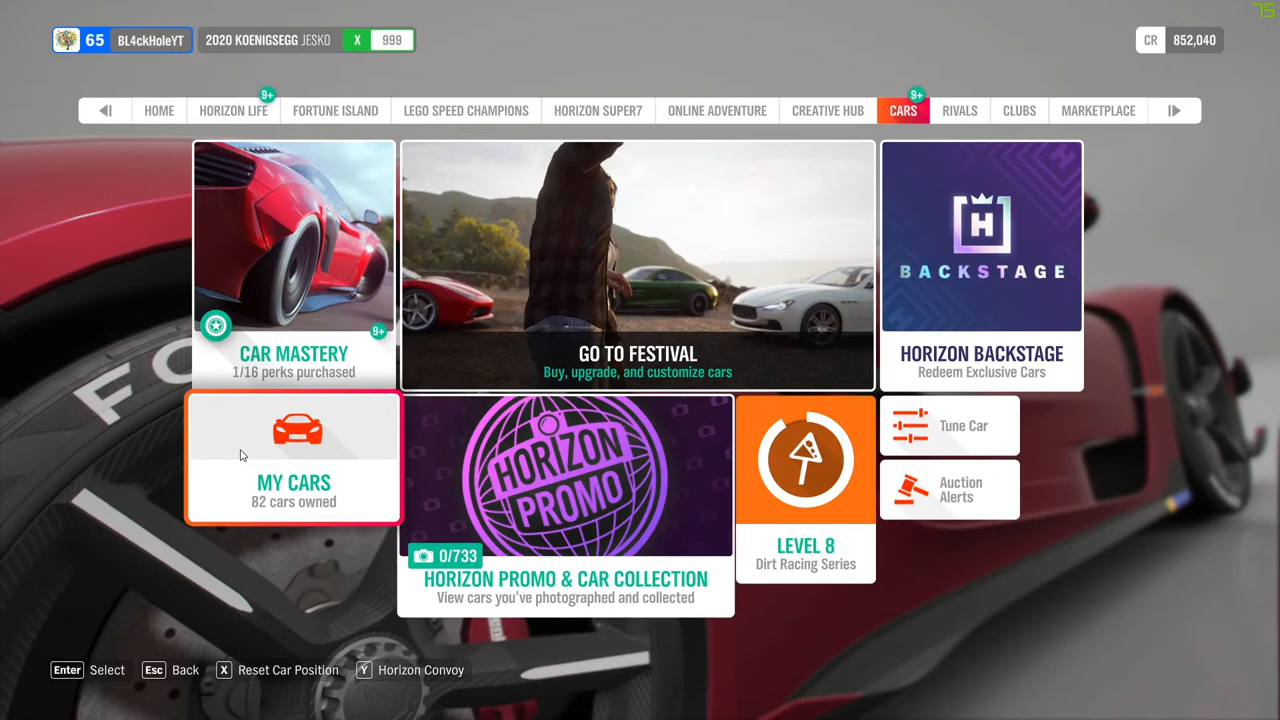 75
65 BL4ckHoleYT 2020 KOENIGSEGG JESKO X 999 CR 852,040
9+ 9+
HOME HORIZON LIFE FORTUNE ISLAND LEGO SPEED CHAMPIONS HORIZON SUPER7 ONLINE ADVENTURE CREATIVE HUB CARS RIVALS CLUBS MARKETPLACE
H
BACKSTAGE
9+
CAR MASTERY
1/16 perks purchased
GO TO FESTIVAL
Buy, upgrade, and customize cars
HORIZON BACKSTAGE
Redeem Exclusive Cars
MY CARS
82 cars owned
HORIZON
PROMO
0/733
HORIZON PROMO & CAR COLLECTION
View cars you've photographed and collected
LEVEL 8
Dirt Racing Series
Tune Car
Auction
Alerts
FO
Enter Select Esc Back X Reset Car Position Y Horizon Convoy